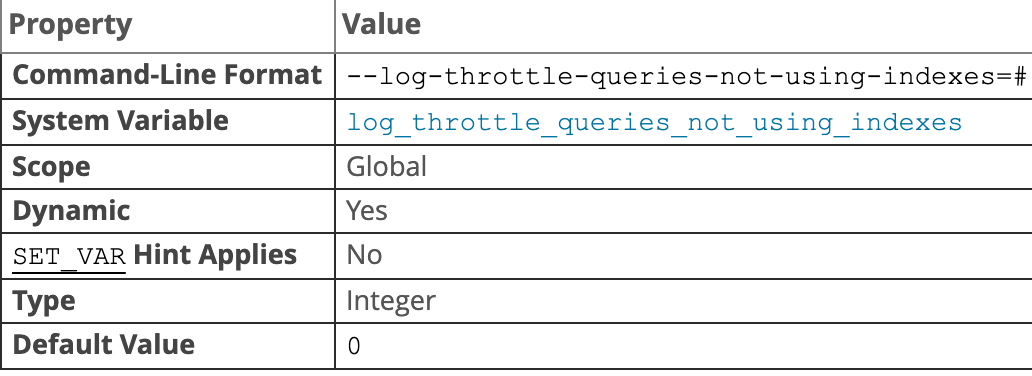 Property Value
Command-Line Format --log-throttle-queries-not-using-indexes=#
System Variable log_throttle_queries_not_using_indexes
Scope Global
Dynamic Yes
SET_VAR Hint Applies No
Type Integer
Default Value 0